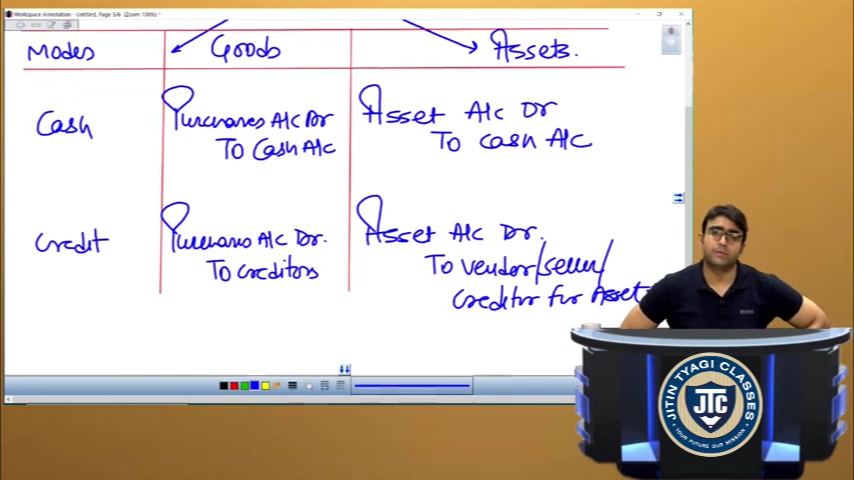 Workspace Annotation - Untitled, Page 5/6 (Zoom 100%) *
Modes Goods Assets.
Cash Purchases A/c Dr Asset A/c Dr
To Cash A/c To cash A/c
Credit Purchases A/c Dr. Asset A/c Dr.
To creditors To vendor/seller/
creditor for Asset
BOSS
JITIN TYAGI CLASSES
JTC
YOUR FUTURE OUR MISSION